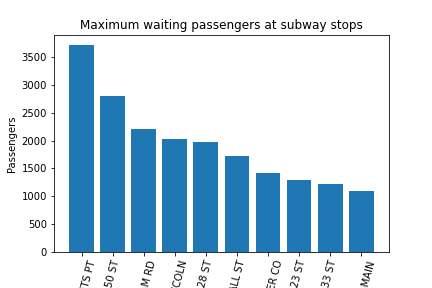 Maximum waiting passengers at subway stops
Passengers
3500
3000
2500
2000
1500
1000
500
0
TS PT
50 ST
M RD
COLN
28 ST
ALL ST
ER CO
23 ST
33 ST
MAIN